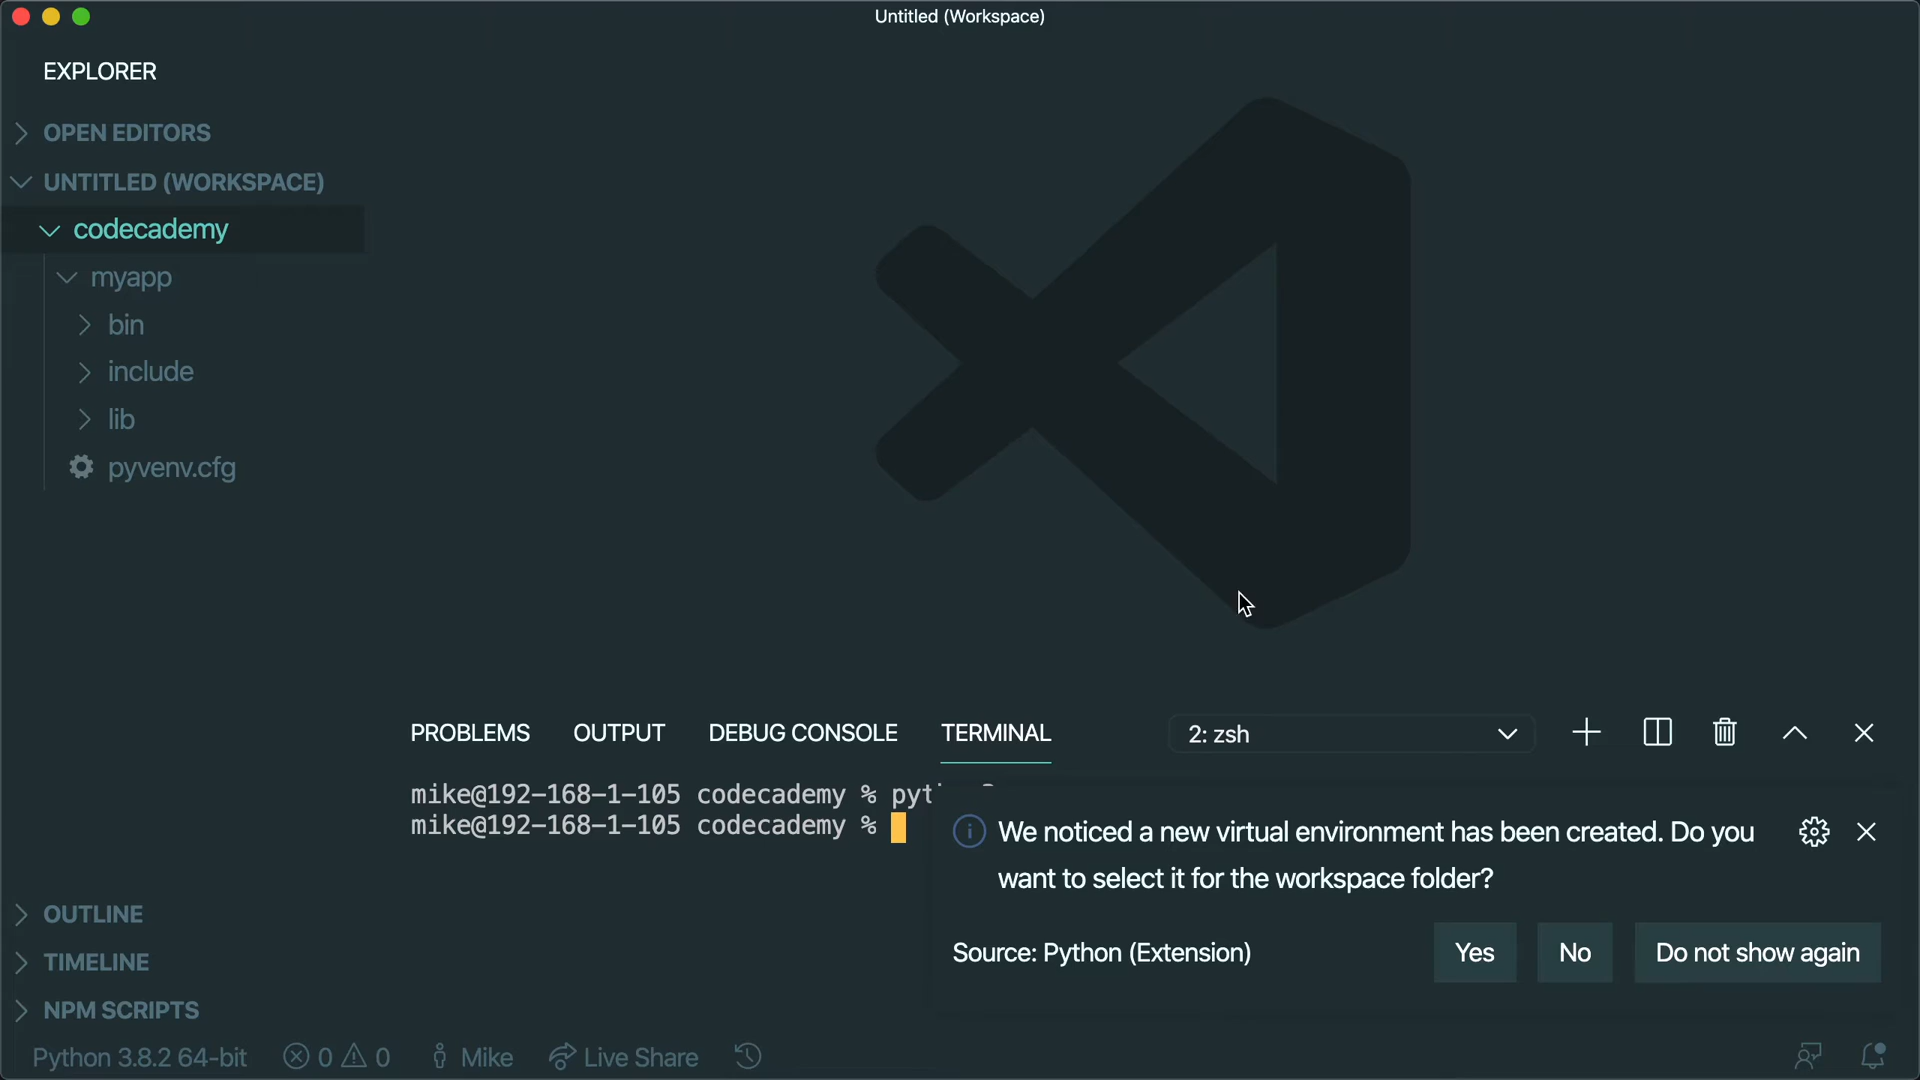 Untitled (Workspace)
EXPLORER
OPEN EDITORS
UNTITLED (WORKSPACE)
codecademy
myapp
bin
include
lib
pyvenv.cfg
PROBLEMS OUTPUT DEBUG CONSOLE TERMINAL 2: zsh
mike@192-168-1-105 codecademy %
mike@192-168-1-105 codecademy %
We noticed a new virtual environment has been created. Do you
want to select it for the workspace folder?
Source: Python (Extension) Yes No Do not show again
OUTLINE
TIMELINE
NPM SCRIPTS
Python 3.8.2 64-bit 0 0 Mike Live Share